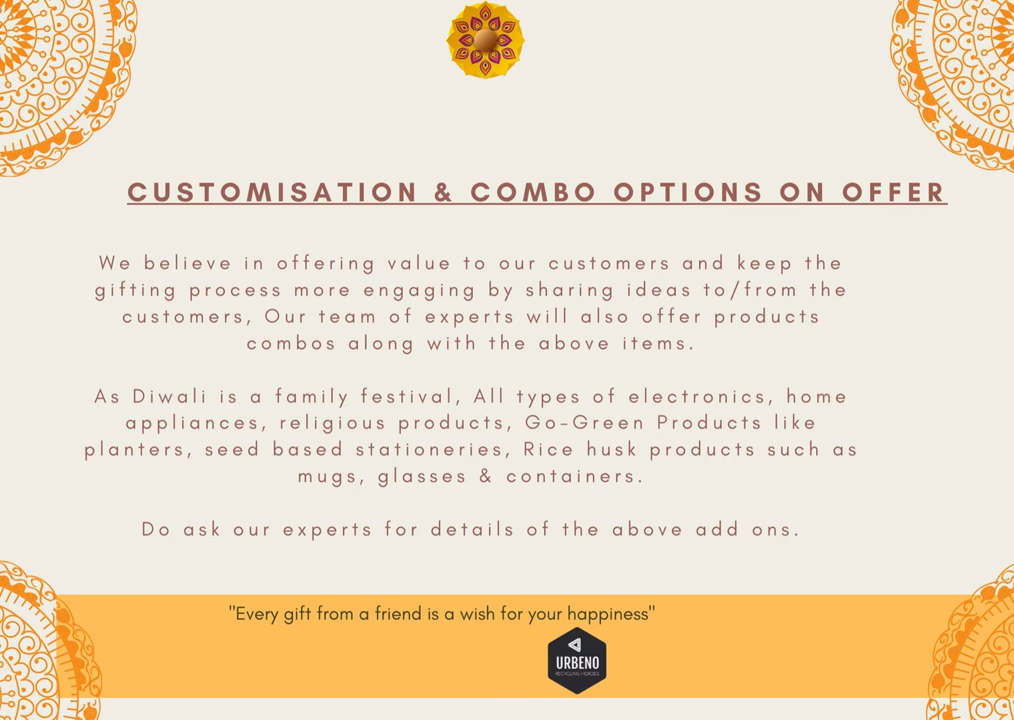 CUSTOMISATION & COMBO OPTIONS ON OFFER
We believe in offering value to our customers and keep the
gifting process more engaging by sharing ideas to/from the
customers, Our team of experts will also offer products
combos along with the above items.
As Diwali is a family festival, All types of electronics, home
appliances, religious products, Go-Green Products like
planters, seed based stationeries, Rice husk products such as
mugs, glasses & containers.
Do ask our experts for details of the above add ons.
"Every gift from a friend is a wish for your happiness"
URBENO
RECYCLING HEROES